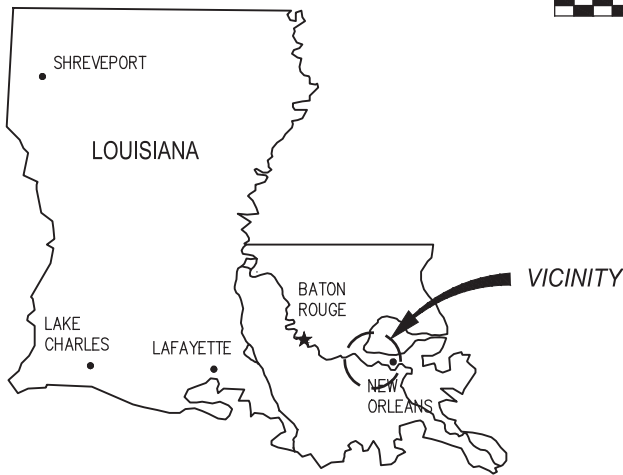 SHREVEPORT
LOUISIANA
VICINITY
BATON
ROUGE
LAKE
CHARLES
LAFAYETTE
NEW
ORLEANS